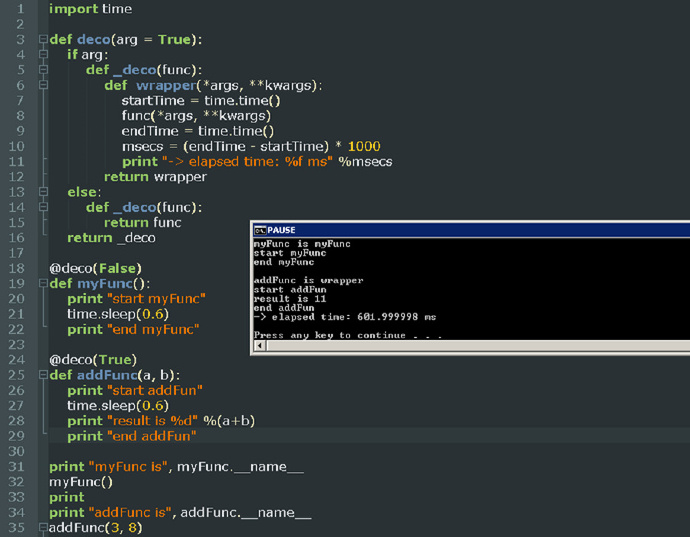 1 import time
2
3 def deco(arg = True):
4     if arg:
5         def _deco(func):
6             def wrapper(*args, **kwargs):
7                 startTime = time.time()
8                 func(*args, **kwargs)
9                 endTime = time.time()
10                 msecs = (endTime - startTime) * 1000
11                 print "-> elapsed time: %f ms" %msecs
12             return wrapper
13     else:
14         def _deco(func):
15             return func
16     return _deco
17
18 @deco(False)
19 def myFunc():
20     print "start myFunc"
21     time.sleep(0.6)
22     print "end myFunc"
23
24 @deco(True)
25 def addFunc(a, b):
26     print "start addFun"
27     time.sleep(0.6)
28     print "result is %d" %(a+b)
29     print "end addFun"
30
31 print "myFunc is", myFunc.__name__
32 myFunc()
33 print
34 print "addFunc is", addFunc.__name__
35 addFunc(3, 8)
PAUSE
myFunc is myFunc
start myFunc
end myFunc
addFunc is wrapper
start addFun
result is 11
end addFun
-> elapsed time: 601.999998 ms
Press any key to continue . . .